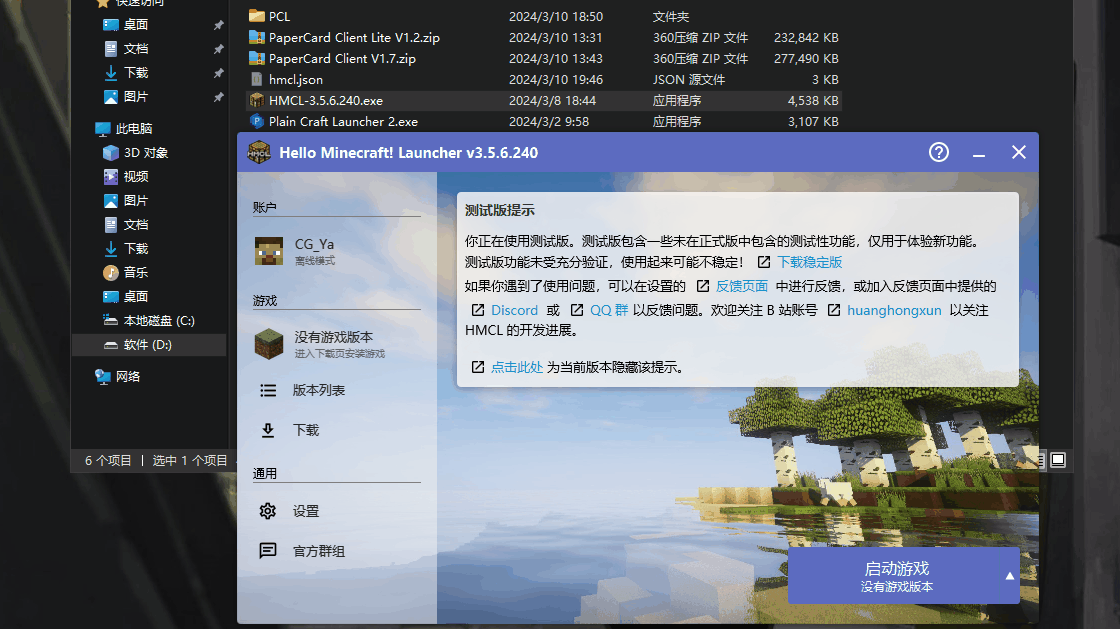 快速访问
桌面
文档
下载
图片
此电脑
3D 对象
视频
图片
文档
下载
音乐
桌面
本地磁盘 (C:)
软件 (D:)
网络
6 个项目
选中 1 个项目
PCL 2024/3/10 18:50 文件夹
PaperCard Client Lite V1.2.zip 2024/3/10 13:31 360压缩 ZIP 文件 232,842 KB
PaperCard Client V1.7.zip 2024/3/10 13:43 360压缩 ZIP 文件 277,490 KB
hmcl.json 2024/3/10 19:46 JSON 源文件 3 KB
HMCL-3.5.6.240.exe 2024/3/8 18:44 应用程序 4,538 KB
Plain Craft Launcher 2.exe 2024/3/2 9:58 应用程序 3,107 KB
Hello Minecraft! Launcher v3.5.6.240
账户
CG_Ya
离线模式
游戏
没有游戏版本
进入下载页安装游戏
版本列表
下载
通用
设置
官方群组
测试版提示
你正在使用测试版。测试版包含一些未在正式版中包含的测试性功能，仅用于体验新功能。
测试版功能未受充分验证，使用起来可能不稳定！ 下载稳定版
如果你遇到了使用问题，可以在设置的 反馈页面 中进行反馈，或加入反馈页面中提供的
Discord 或 QQ 群 以反馈问题。欢迎关注 B 站账号 huanghongxun 以关注
HMCL 的开发进展。
点击此处 为当前版本隐藏该提示。
启动游戏
没有游戏版本